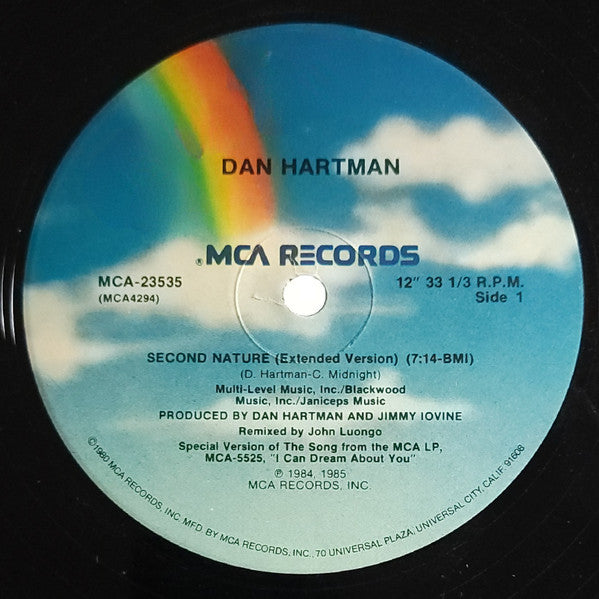 DAN HARTMAN
®MCA RECORDS
MCA-23535
(MCA4294)
12" 33 1/3 R.P.M.
Side 1
SECOND NATURE (Extended Version) (7:14-BMI)
(D. Hartman-C. Midnight)
Multi-Level Music, Inc./Blackwood
Music, Inc./Janiceps Music
PRODUCED BY DAN HARTMAN AND JIMMY IOVINE
Remixed by John Luongo
Special Version of The Song from the MCA LP,
MCA-5525, "I Can Dream About You"
℗ 1984, 1985
MCA RECORDS, INC.
©1980 MCA RECORDS, INC. MFD. BY MCA RECORDS, INC., 70 UNIVERSAL PLAZA, UNIVERSAL CITY, CALIF. 91608